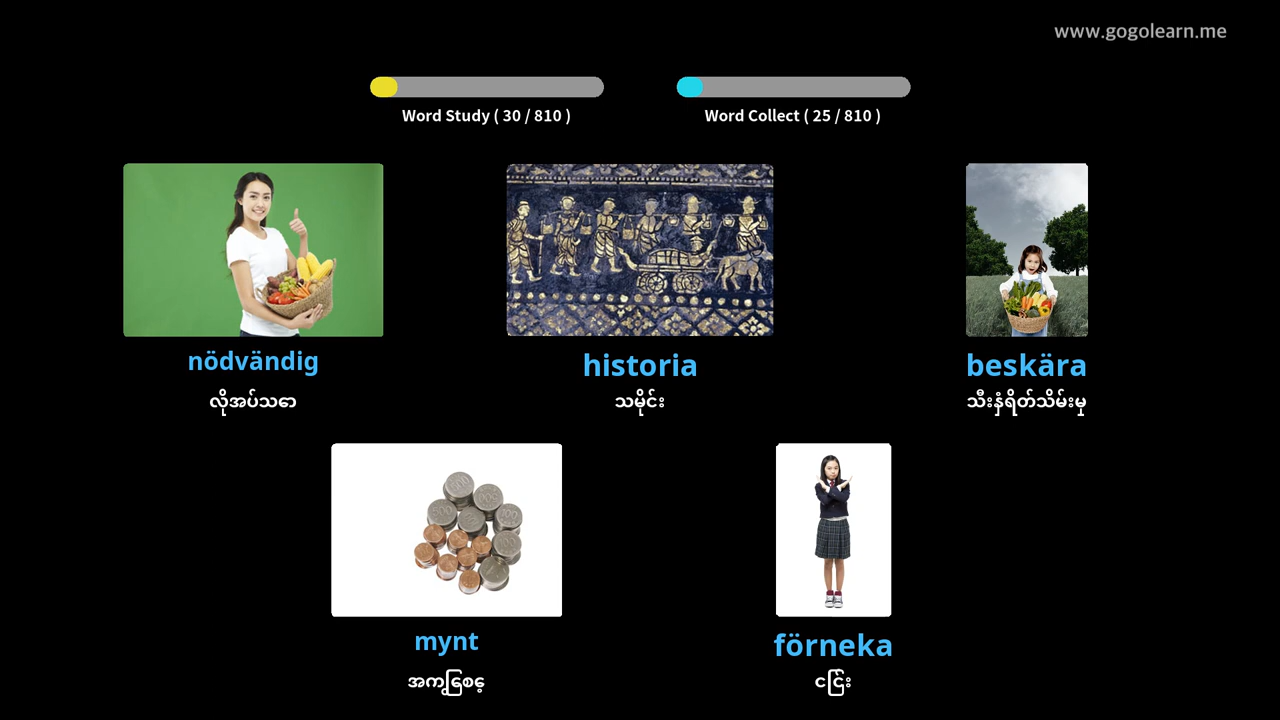 www.gogolearn.me
Word Study ( 30 / 810 )
Word Collect ( 25 / 810 )
nödvändig
historia
beskära
လိုအပ်သော
သမိုင်း
သီးနှံရိတ်သိမ်းမှု
mynt
förneka
အကြွေစေ့
ငြင်း